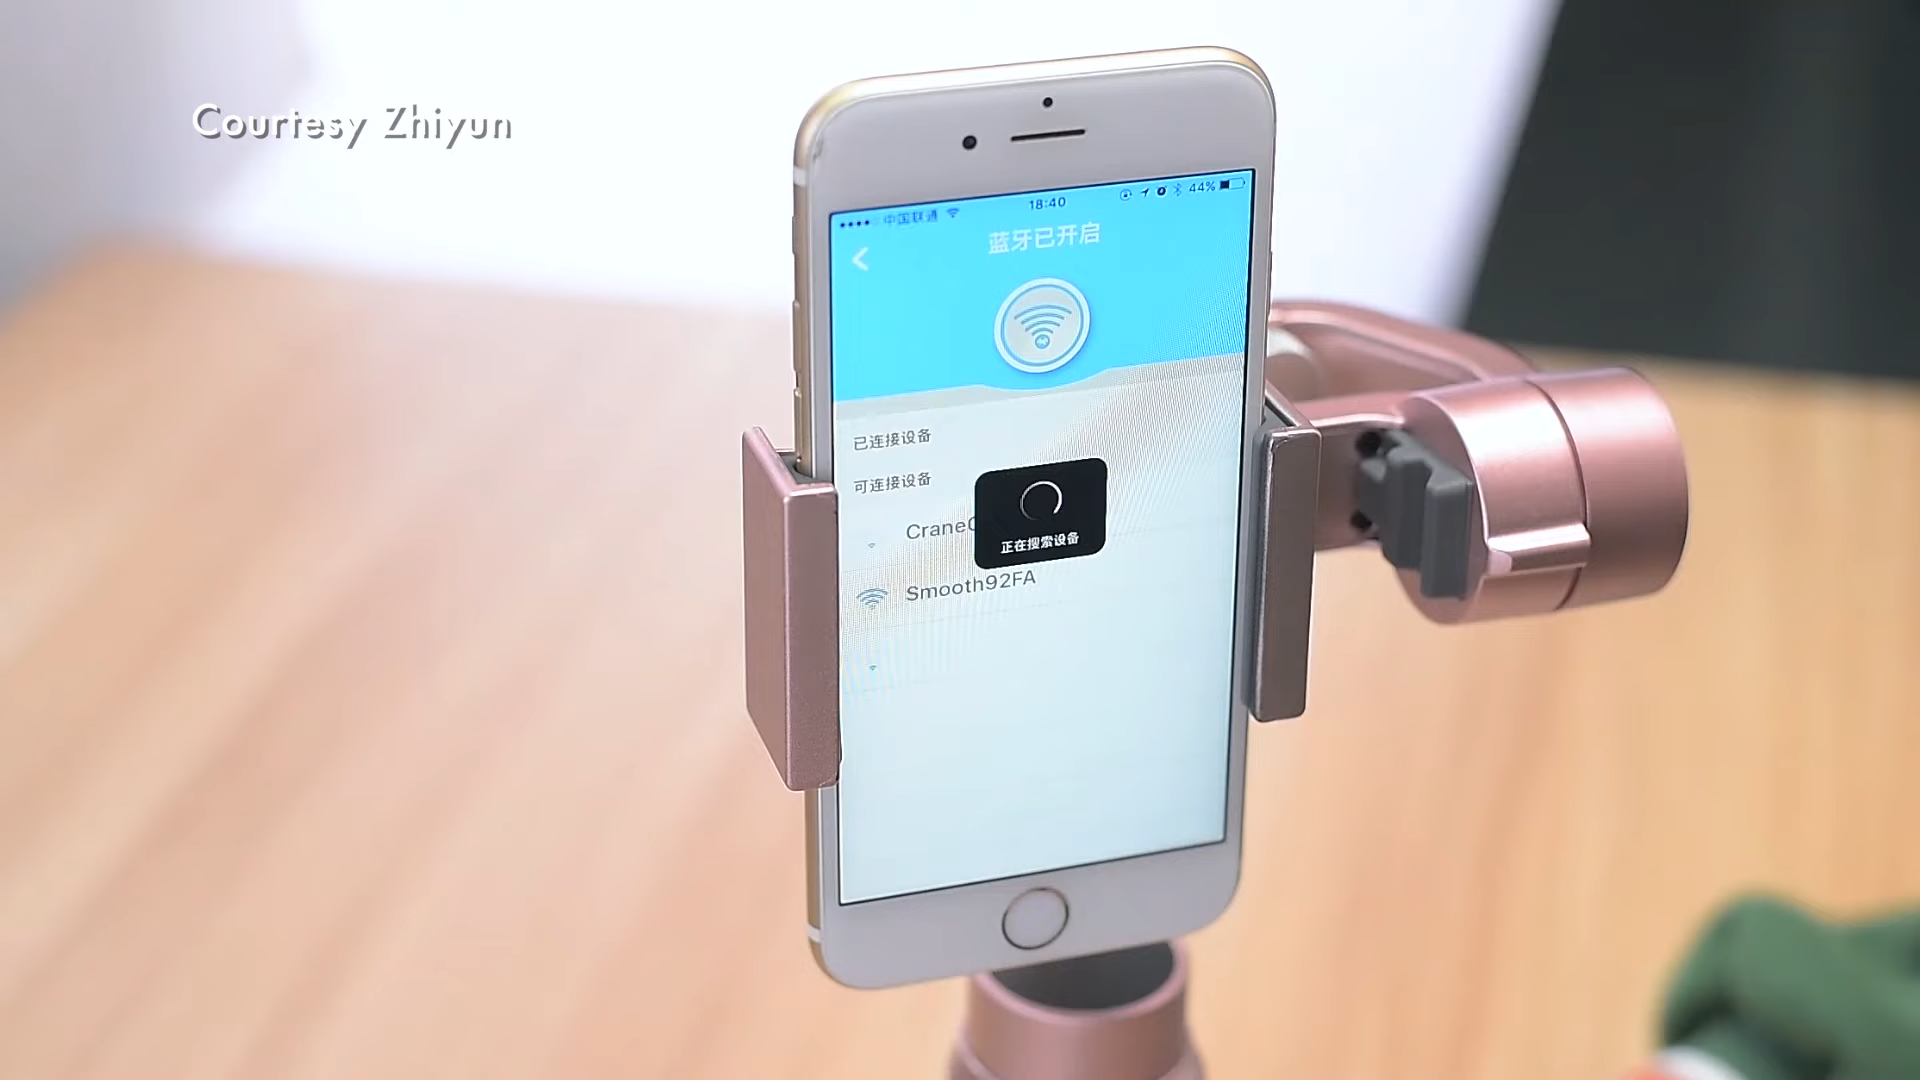 Courtesy Zhiyun
中国联通
18:40
44%
蓝牙已开启
已连接设备
可连接设备
Crane
正在搜索设备
Smooth92FA